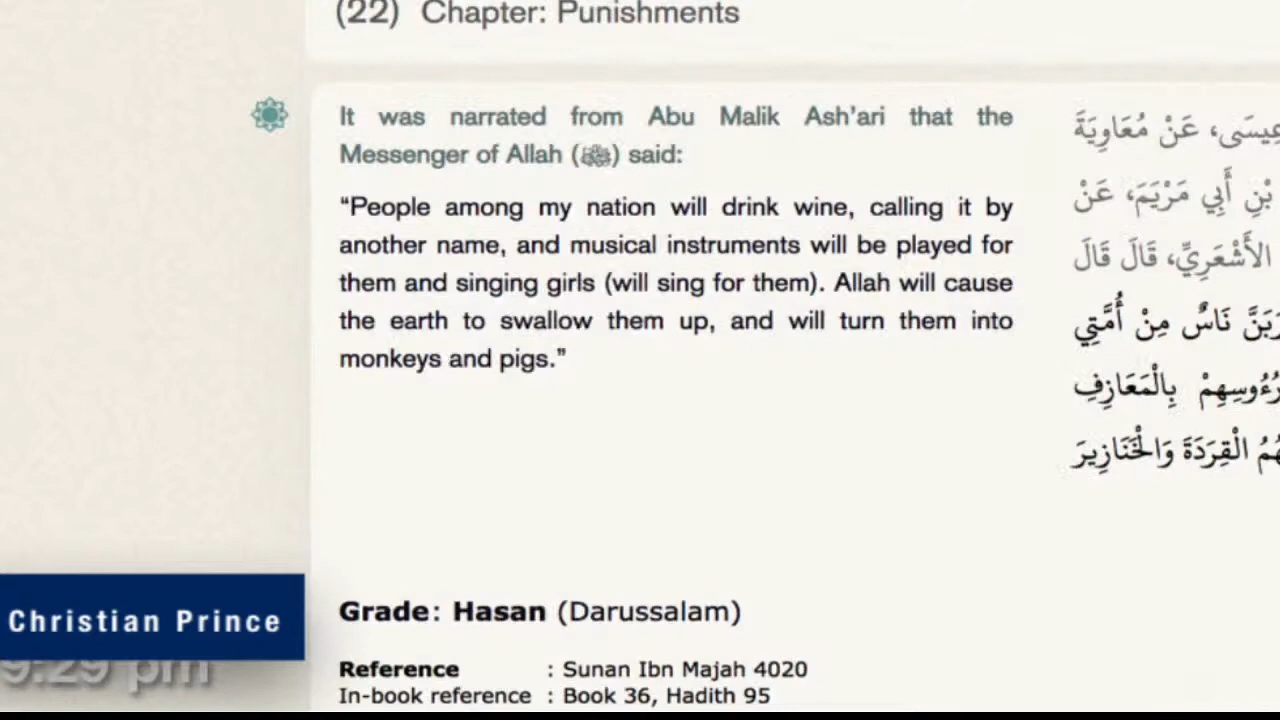 (22) Chapter: Punishments
It was narrated from Abu Malik Ash'ari that the
Messenger of Allah (ﷺ) said:
“People among my nation will drink wine, calling it by
another name, and musical instruments will be played for
them and singing girls (will sing for them). Allah will cause
the earth to swallow them up, and will turn them into
monkeys and pigs.”
عِيسَى، عَنْ مُعَاوِيَةَ
بْنِ أَبِي مَرْيَمَ، عَنْ
الأَشْعَرِيِّ، قَالَ قَالَ
نَاسٌ مِنْ أُمَّتِي
بِالْمَعَازِفِ
الْقِرَدَةَ وَالْخَنَازِيرَ
Grade: Hasan (Darussalam)
Reference : Sunan Ibn Majah 4020
In-book reference : Book 36, Hadith 95
Christian Prince
9:29 pm